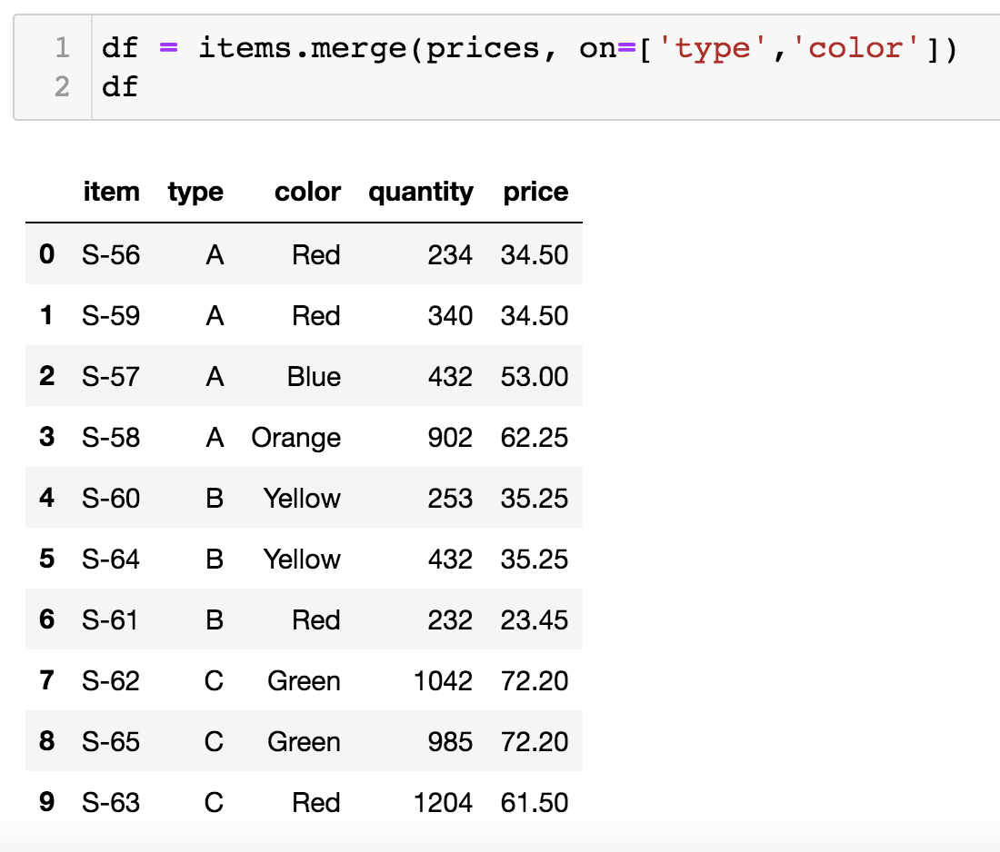 1 df = items.merge(prices, on=['type','color'])
2 df
item type color quantity price
0 S-56 A Red 234 34.50
1 S-59 A Red 340 34.50
2 S-57 A Blue 432 53.00
3 S-58 A Orange 902 62.25
4 S-60 B Yellow 253 35.25
5 S-64 B Yellow 432 35.25
6 S-61 B Red 232 23.45
7 S-62 C Green 1042 72.20
8 S-65 C Green 985 72.20
9 S-63 C Red 1204 61.50